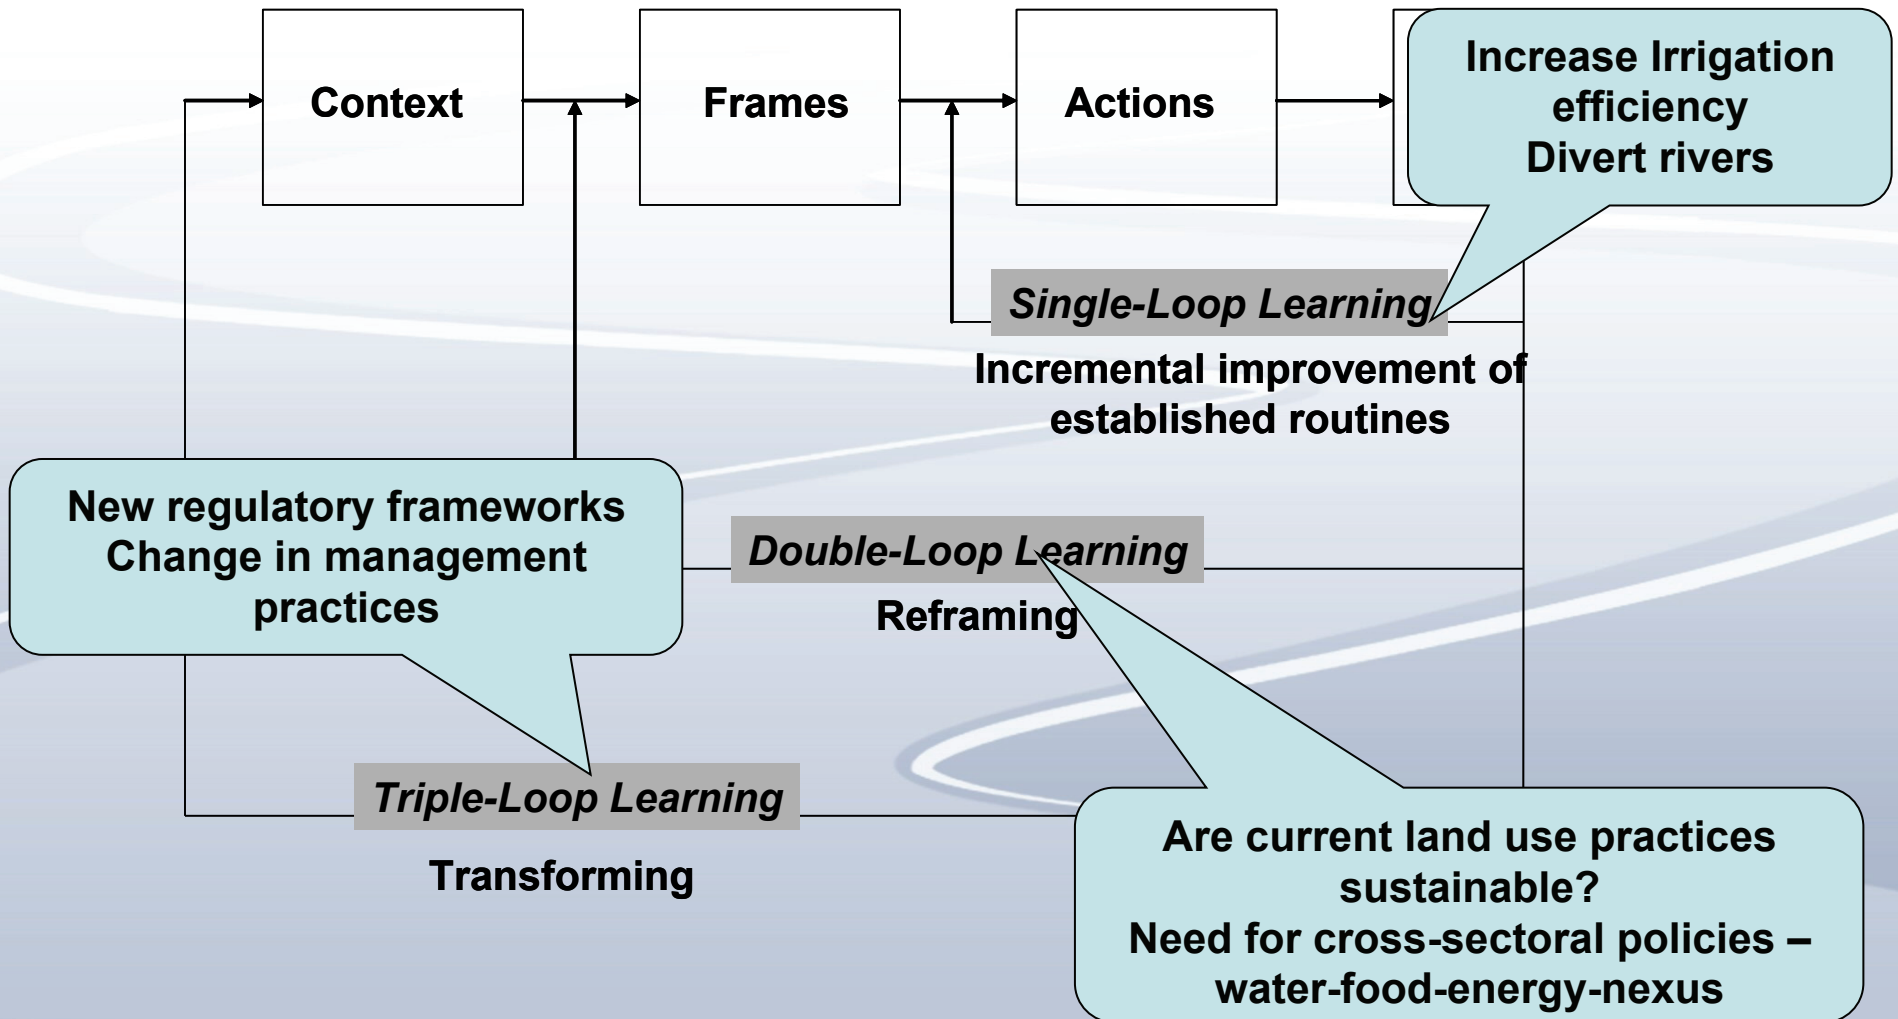 Context
Frames
Actions
Increase Irrigation
efficiency
Divert rivers
Single-Loop Learning
Incremental improvement of
established routines
New regulatory frameworks
Change in management
practices
Double-Loop Learning
Reframing
Triple-Loop Learning
Transforming
Are current land use practices
sustainable?
Need for cross-sectoral policies –
water-food-energy-nexus